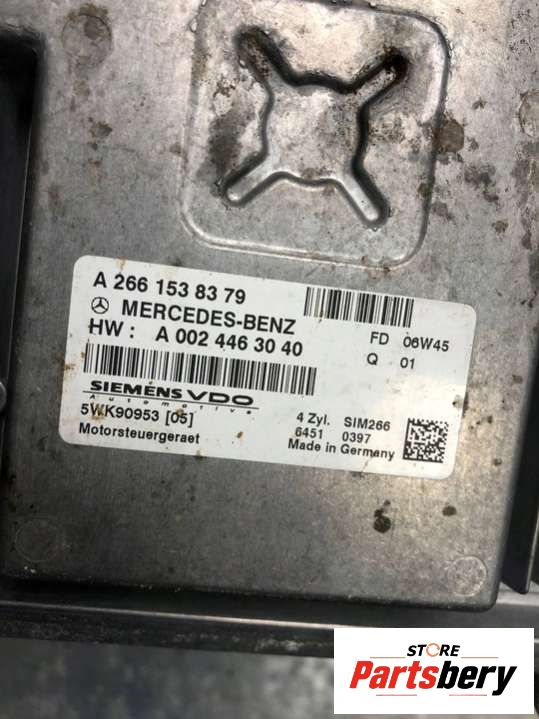 A 266 153 83 79
MERCEDES-BENZ
HW : A 002 446 30 40
FD 06W45
Q 01
SIEMENS VDO
Automotive
5WK90953 [05]
Motorsteuergeraet
4 Zyl. SIM266
6451 0397
Made in Germany
STORE
Partsbery